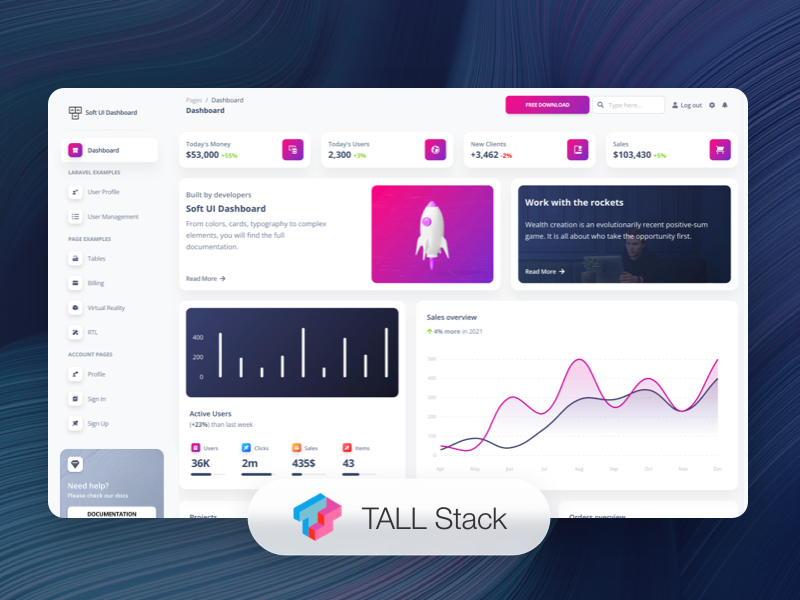 Soft UI Dashboard
Pages / Dashboard
Dashboard
FREE DOWNLOAD
Type here...
Log out
Dashboard
LARAVEL EXAMPLES
User Profile
User Management
PAGE EXAMPLES
Tables
Billing
Virtual Reality
RTL
ACCOUNT PAGES
Profile
Sign in
Sign Up
Need help?
Please check our docs
DOCUMENTATION
Today's Money
$53,000 +55%
Today's Users
2,300 +3%
New Clients
+3,462 -2%
Sales
$103,430 +5%
Built by developers
Soft UI Dashboard
From colors, cards, typography to complex
elements, you will find the full
documentation.
Read More
Work with the rockets
Wealth creation is an evolutionarily recent positive-sum
game. It is all about who take the opportunity first.
Read More
400
200
0
Active Users
(+23%) than last week
Users
36K
Clicks
2m
Sales
435$
Items
43
Sales overview
4% more in 2021
500
400
300
200
100
0
Apr May Jun Jul Aug Sep Oct Nov Dec
Projects
Orders overview
TALL Stack